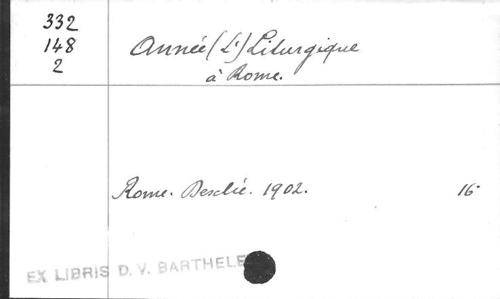 332
148
2
Année (L') Liturgique
à Rome.
Rome. Desclée. 1902. 16°
EX LIBRIS D. V. BARTHELE